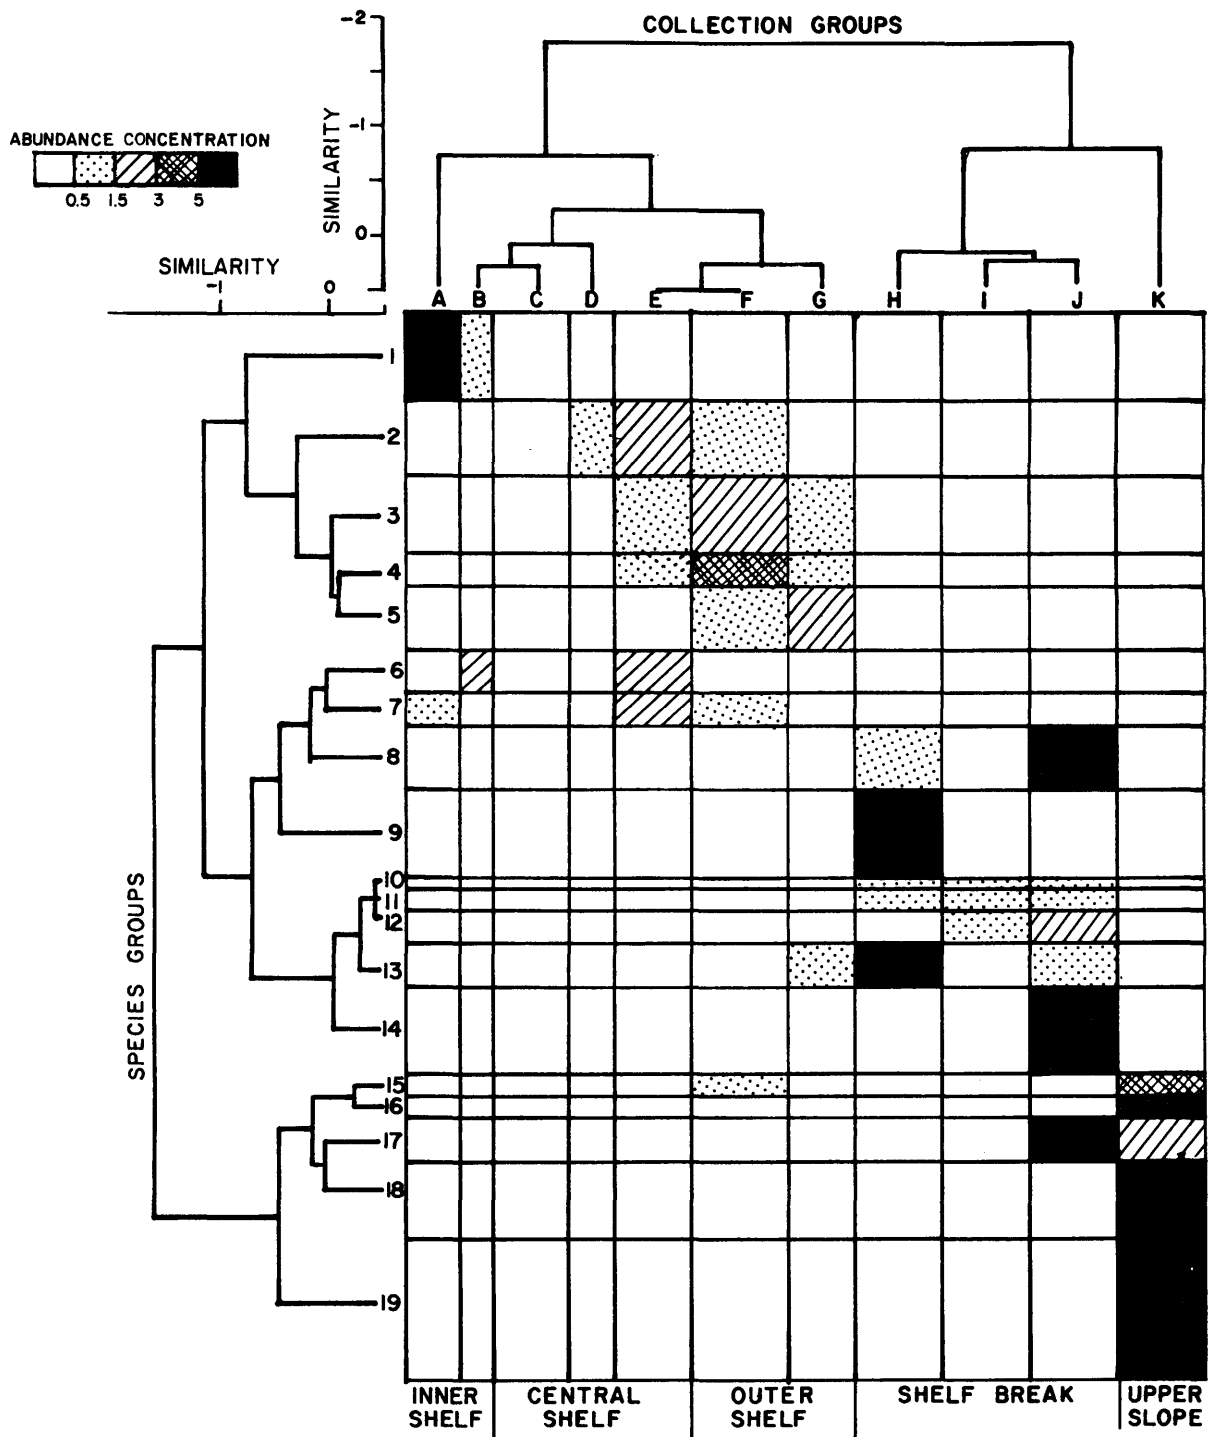 COLLECTION GROUPS
-2
-1
0
SIMILARITY
ABUNDANCE CONCENTRATION
0.5 1.5 3 5
SIMILARITY
-1 0
A B C D E F G H I J K
1
2
3
4
5
6
7
8
9
10
11
12
13
14
15
16
17
18
19
SPECIES GROUPS
INNER SHELF
CENTRAL SHELF
OUTER SHELF
SHELF BREAK
UPPER SLOPE